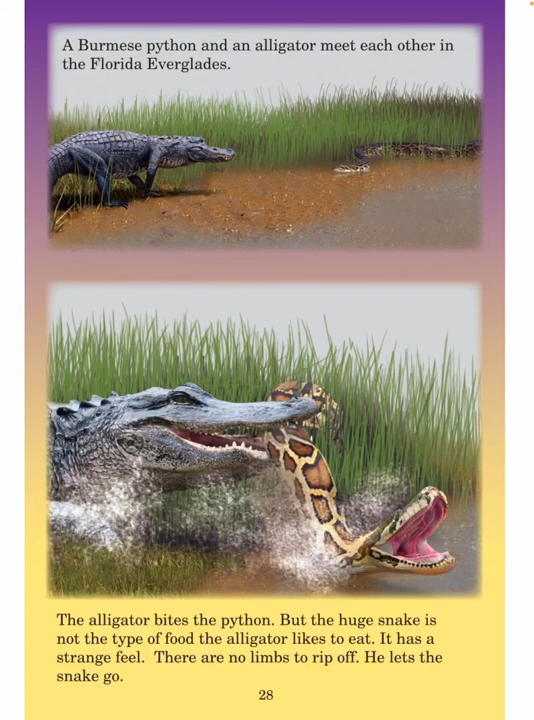 A Burmese python and an alligator meet each other in
the Florida Everglades.
The alligator bites the python. But the huge snake is
not the type of food the alligator likes to eat. It has a
strange feel.  There are no limbs to rip off. He lets the
snake go.
28